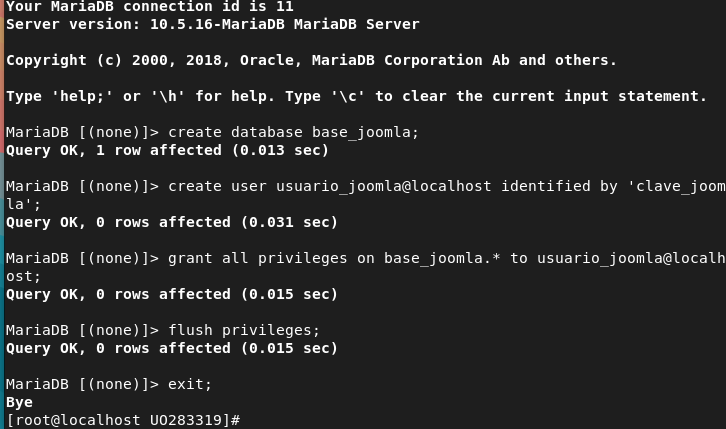 Your MariaDB connection id is 11
Server version: 10.5.16-MariaDB MariaDB Server
Copyright (c) 2000, 2018, Oracle, MariaDB Corporation Ab and others.
Type 'help;' or '\h' for help. Type '\c' to clear the current input statement.
MariaDB [(none)]> create database base_joomla;
Query OK, 1 row affected (0.013 sec)
MariaDB [(none)]> create user usuario_joomla@localhost identified by 'clave_joom
la';
Query OK, 0 rows affected (0.031 sec)
MariaDB [(none)]> grant all privileges on base_joomla.* to usuario_joomla@localh
ost;
Query OK, 0 rows affected (0.015 sec)
MariaDB [(none)]> flush privileges;
Query OK, 0 rows affected (0.015 sec)
MariaDB [(none)]> exit;
Bye
[root@localhost UO283319]#